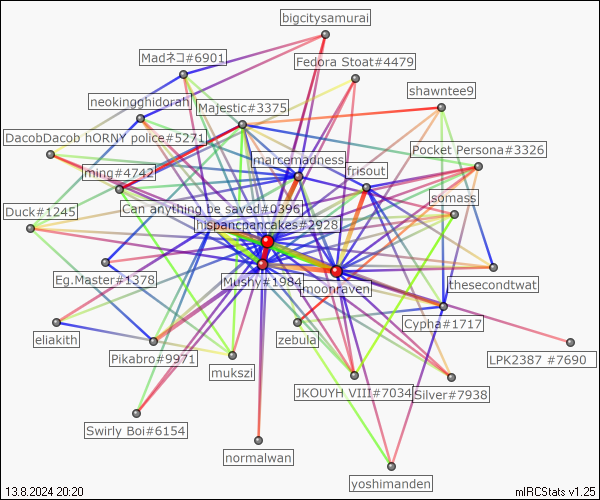 bigcitysamurai
Madネコ#6901
Fedora Stoat#4479
shawntee9
neokingghidorah
Majestic#3375
DacobDacob hORNY police#5271
Pocket Persona#3326
marcemadness
frisout
ming#4742
somass
Can anything be saved#0396
Duck#1245
hispanicpancakes#2928
Eg.Master#1378
Mushy#1984
moonraven
thesecondtwat
Cypha#1717
eliakith
zebula
Pikabro#9971
LPK2387 #7690
mukszi
JKOUYH VIII#7034
Silver#7938
Swirly Boi#6154
normalwan
yoshimanden
13.8.2024 20:20
mIRCStats v1.25